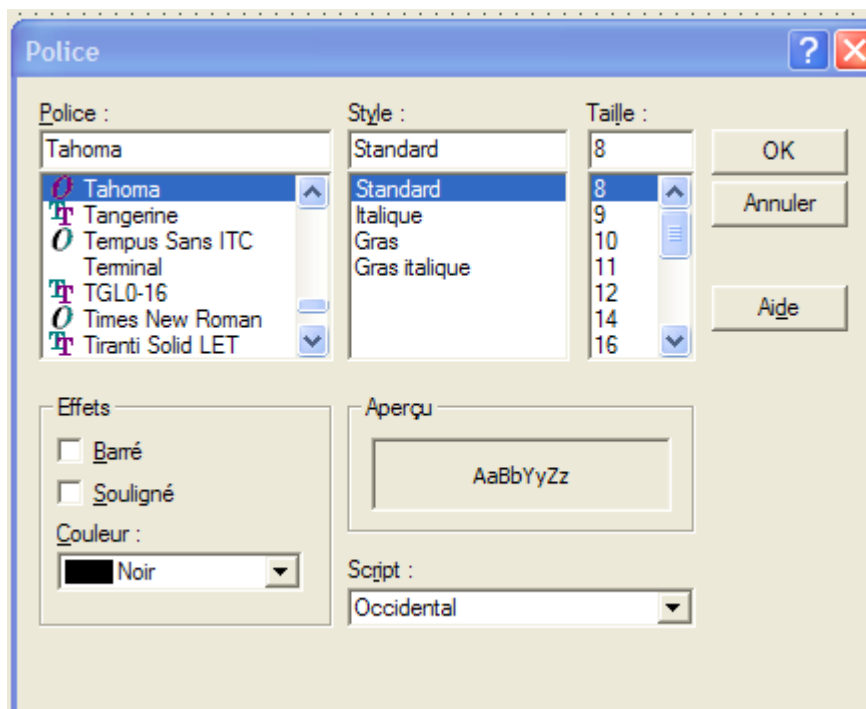 Police
Police :
Style :
Taille :
Tahoma
Standard
8
OK
Tahoma
Tangerine
Tempus Sans ITC
Terminal
TGL0-16
Times New Roman
Tiranti Solid LET
Standard
Italique
Gras
Gras italique
8
9
10
11
12
14
16
Annuler
Aide
Effets
Barré
Souligné
Couleur :
Noir
Aperçu
AaBbYyZz
Script :
Occidental